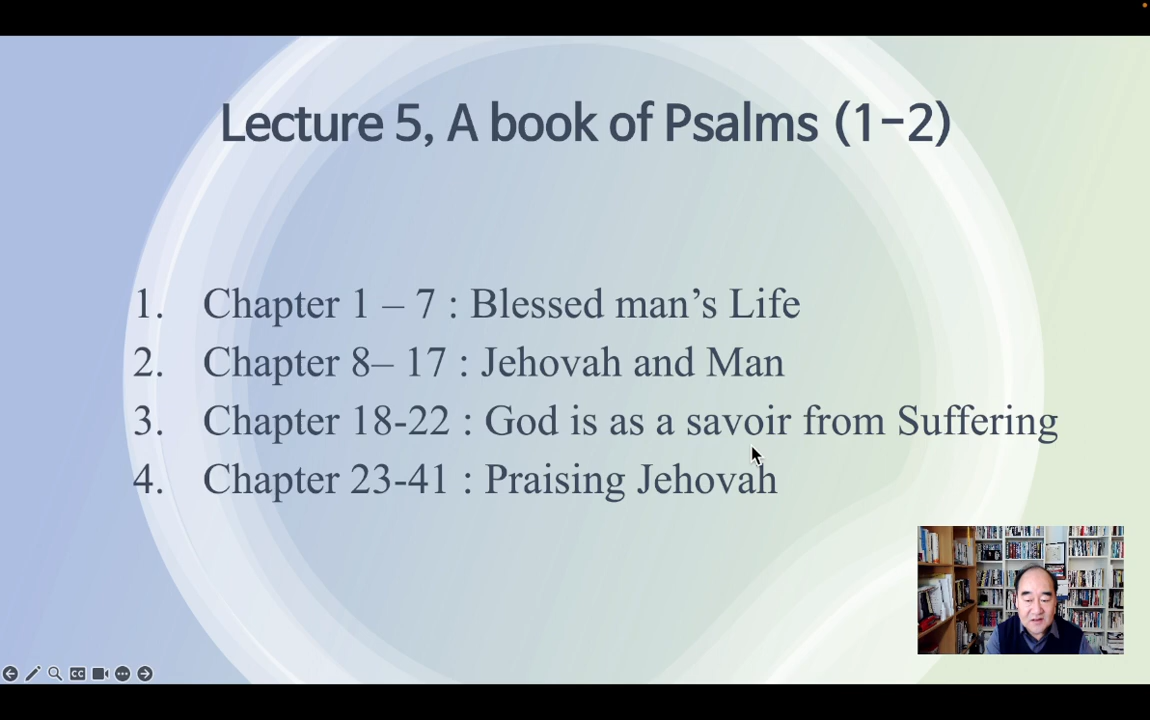 Lecture 5, A book of Psalms (1-2)
1. Chapter 1 – 7 : Blessed man’s Life
2. Chapter 8– 17 : Jehovah and Man
3. Chapter 18-22 : God is as a savoir from Suffering
4. Chapter 23-41 : Praising Jehovah
CC